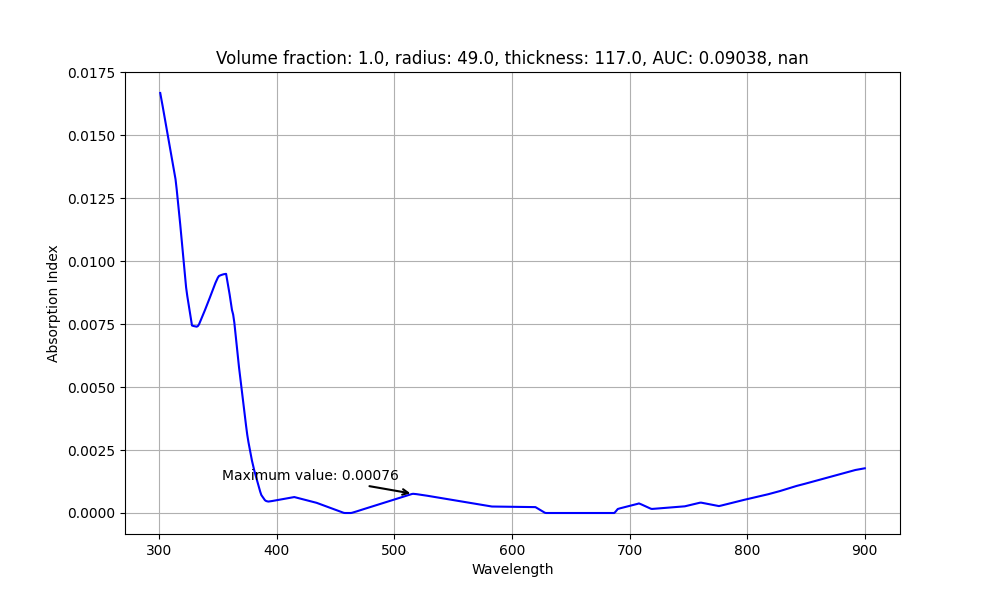 Volume fraction: 1.0, radius: 49.0, thickness: 117.0, AUC: 0.09038, nan
0.0175
0.0150
0.0125
0.0100
0.0075
0.0050
0.0025
0.0000
Absorption Index
Maximum value: 0.00076
300 400 500 600 700 800 900
Wavelength